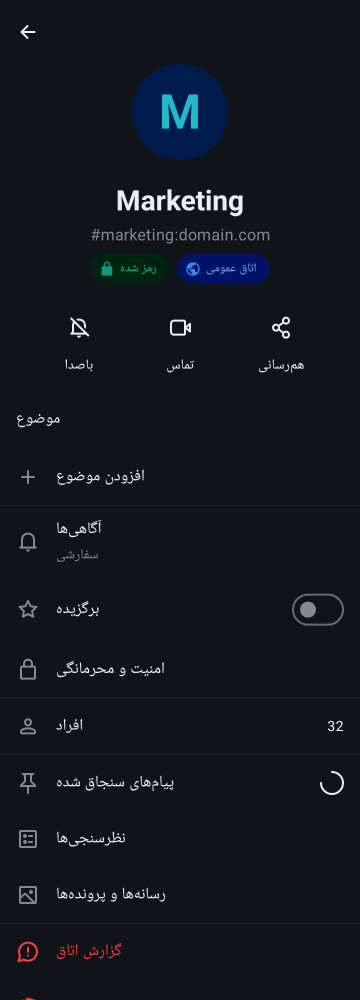 M
Marketing
#marketing:domain.com
رمز شده
اتاق عمومی
باصدا
تماس
هم‌رسانی
موضوع
افزودن موضوع
آگاهی‌ها
سفارشی
برگزیده
امنیت و محرمانگی
افراد
32
پیام‌های سنجاق شده
نظرسنجی‌ها
رسانه‌ها و پرونده‌ها
گزارش اتاق